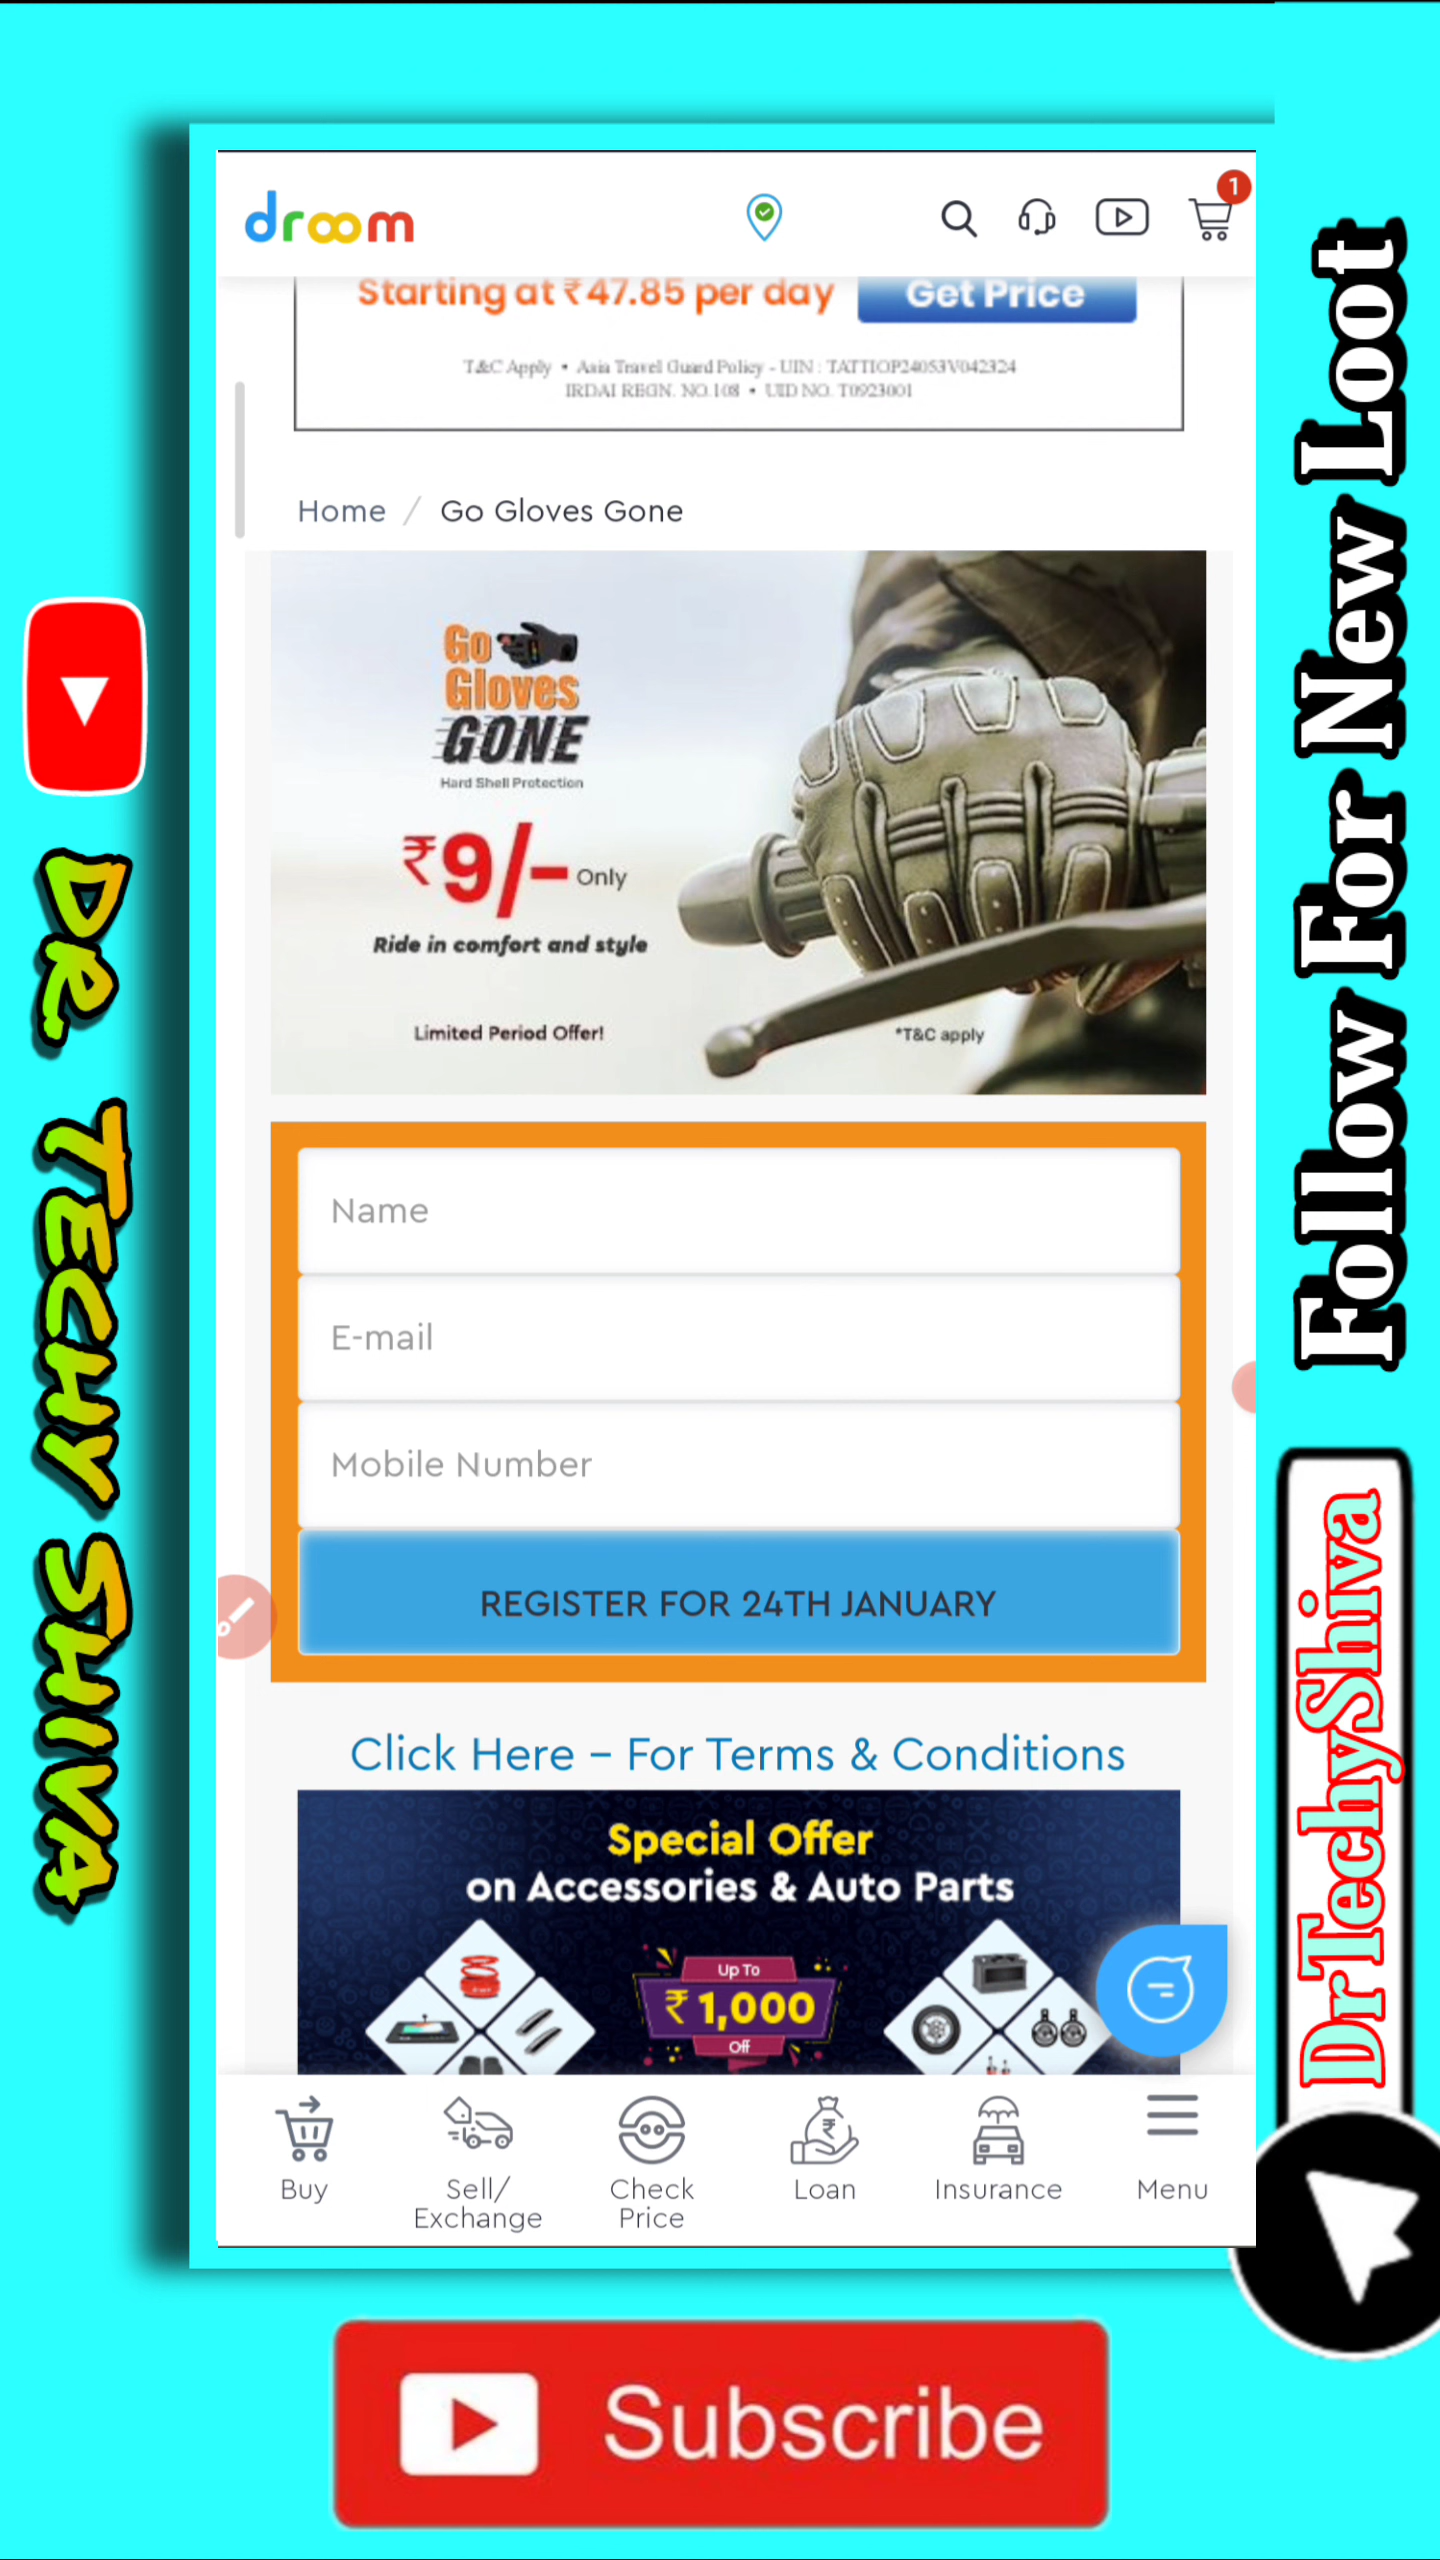 droom
1
Starting at ₹47.85 per day
Get Price
T&C Apply • Asia Travel Guard Policy - UIN : TATTIOP24053V042324
IRDAI REGN. NO.108 • UID NO. T0923001
Home / Go Gloves Gone
Go
Gloves
GONE
Hard Shell Protection
₹9/- Only
Ride in comfort and style
Limited Period Offer!
*T&C apply
Name
E-mail
Mobile Number
REGISTER FOR 24TH JANUARY
Click Here – For Terms & Conditions
Special Offer
on Accessories & Auto Parts
Up To
₹ 1,000
Off
Buy
Sell/
Exchange
Check
Price
Loan
Insurance
Menu
DR TECHY SHIVA
Follow For New Loot
DrTechyShiva
Subscribe